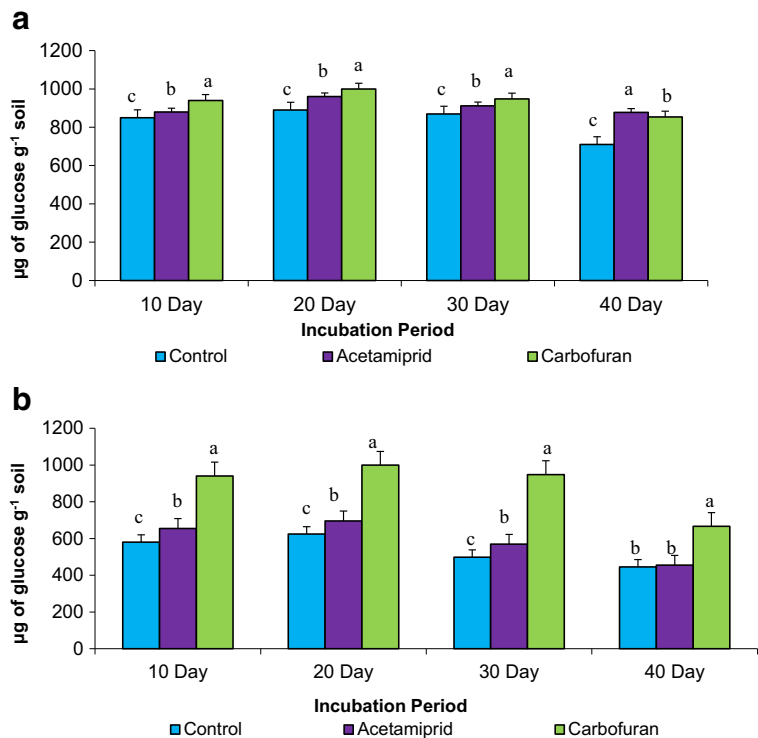 a
1200
1000
800
600
400
200
0
µg of glucose g⁻¹ soil
c b a c b a c b a c a b
10 Day 20 Day 30 Day 40 Day
Incubation Period
Control Acetamiprid Carbofuran
b
1200
1000
800
600
400
200
0
µg of glucose g⁻¹ soil
c b a c b a c b a b b a
10 Day 20 Day 30 Day 40 Day
Incubation Period
Control Acetamiprid Carbofuran